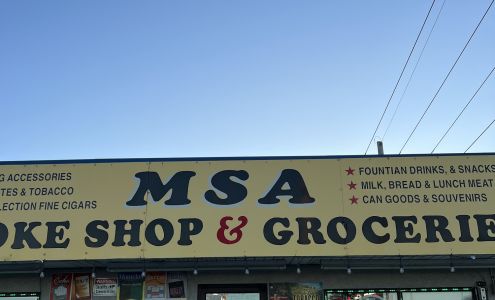 MSA
G ACCESSORIES
TES & TOBACCO
LECTION FINE CIGARS
★ FOUNTIAN DRINKS, & SNACKS
★ MILK, BREAD & LUNCH MEAT
★ CAN GOODS & SOUVENIRS
OKE SHOP & GROCERIE